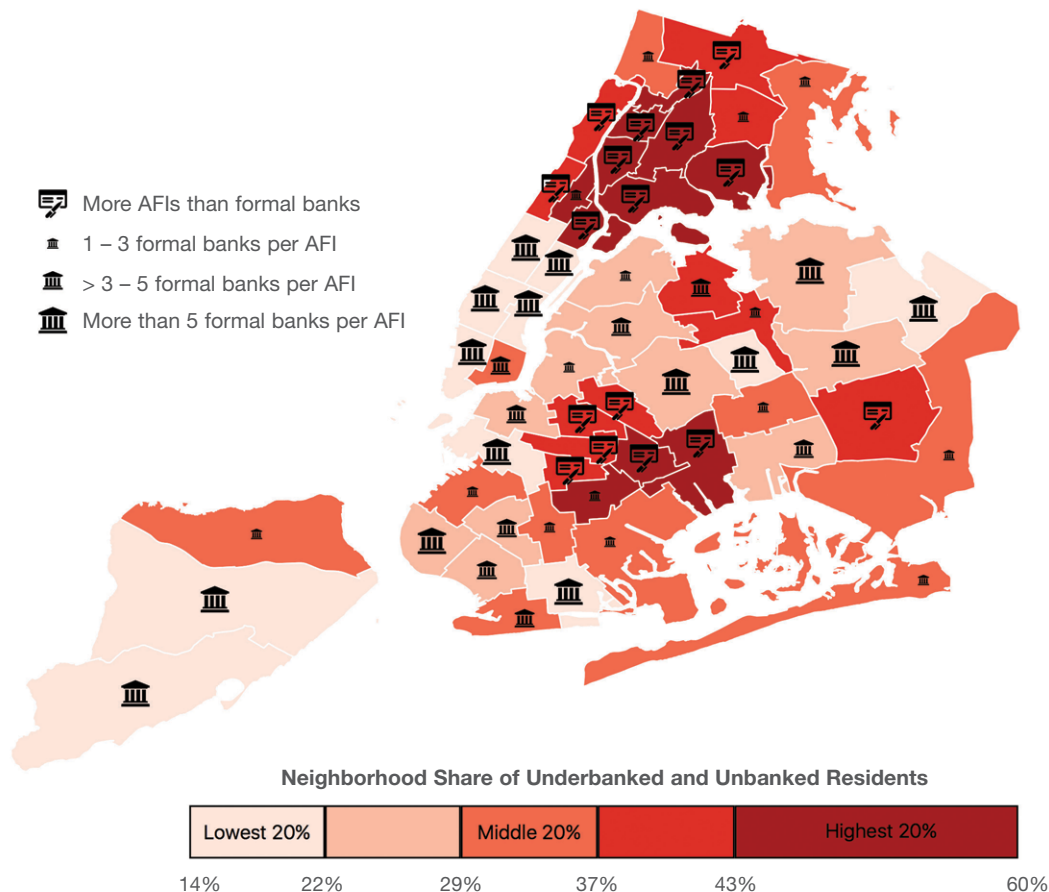 More AFIs than formal banks
1 – 3 formal banks per AFI
> 3 – 5 formal banks per AFI
More than 5 formal banks per AFI
Neighborhood Share of Underbanked and Unbanked Residents
Lowest 20% Middle 20% Highest 20%
14% 22% 29% 37% 43% 60%